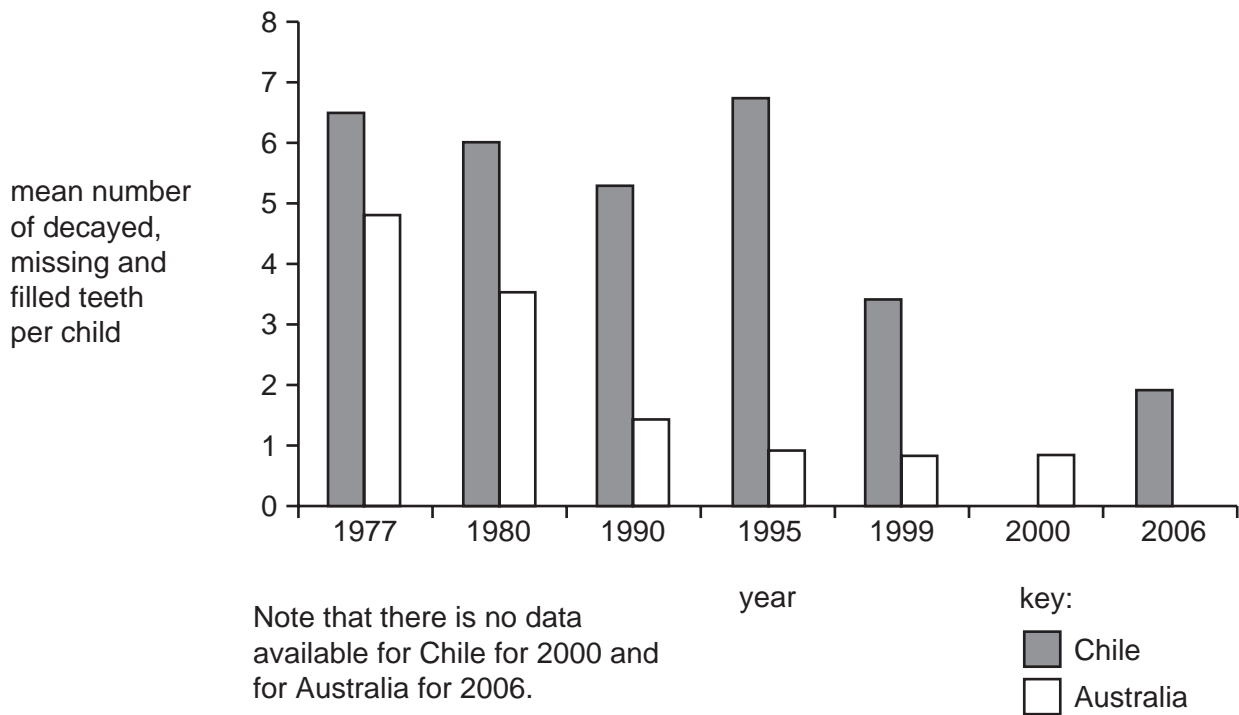 8
7
6
5
4
3
2
1
0
mean number
of decayed,
missing and
filled teeth
per child
1977 1980 1990 1995 1999 2000 2006
year
Note that there is no data
available for Chile for 2000 and
for Australia for 2006.
key:
Chile
Australia